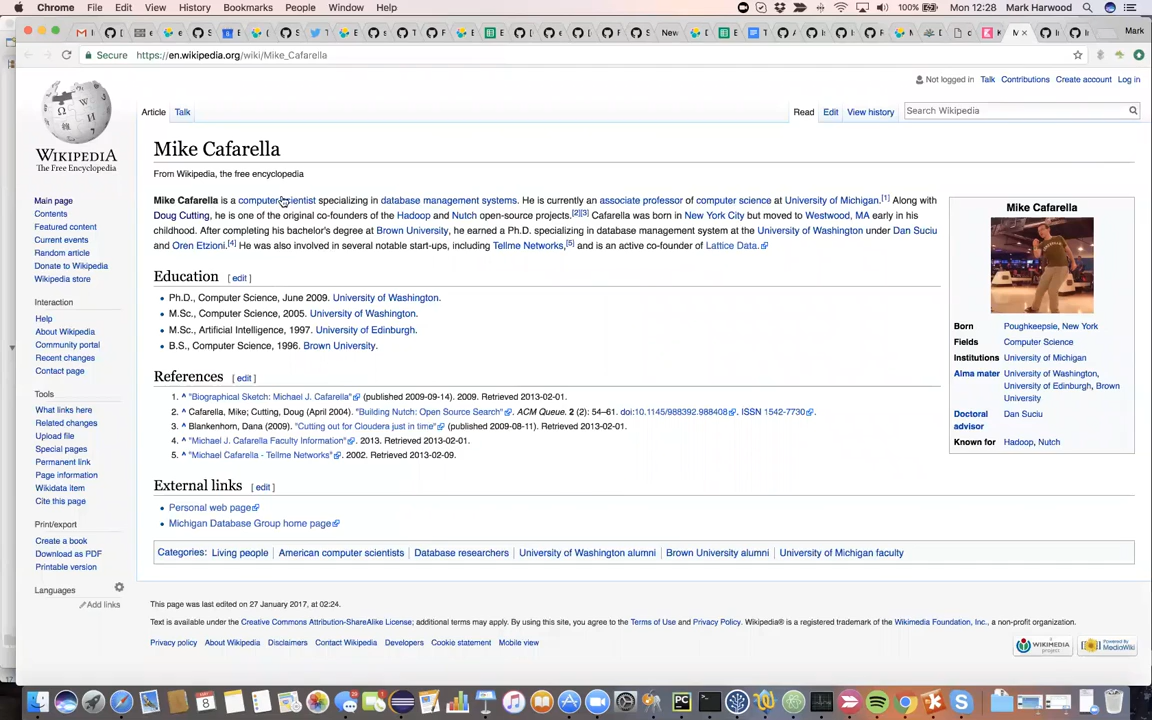 Chrome File Edit View History Bookmarks People Window Help 100% Mon 12:28 Mark Harwood
Mark
Secure https://en.wikipedia.org/wiki/Mike_Cafarella
Not logged in Talk Contributions Create account Log in
Article Talk Read Edit View history Search Wikipedia
WIKIPEDIA
The Free Encyclopedia
Main page
Contents
Featured content
Current events
Random article
Donate to Wikipedia
Wikipedia store
Interaction
Help
About Wikipedia
Community portal
Recent changes
Contact page
Tools
What links here
Related changes
Upload file
Special pages
Permanent link
Page information
Wikidata item
Cite this page
Print/export
Create a book
Download as PDF
Printable version
Languages
Add links
Mike Cafarella
From Wikipedia, the free encyclopedia
Mike Cafarella is a computer scientist specializing in database management systems. He is currently an associate professor of computer science at University of Michigan.[1] Along with
Doug Cutting, he is one of the original co-founders of the Hadoop and Nutch open-source projects.[2][3] Cafarella was born in New York City but moved to Westwood, MA early in his
childhood. After completing his bachelor's degree at Brown University, he earned a Ph.D. specializing in database management system at the University of Washington under Dan Suciu
and Oren Etzioni.[4] He was also involved in several notable start-ups, including Tellme Networks,[5] and is an active co-founder of Lattice Data.
Education [ edit ]
• Ph.D., Computer Science, June 2009. University of Washington.
• M.Sc., Computer Science, 2005. University of Washington.
• M.Sc., Artificial Intelligence, 1997. University of Edinburgh.
• B.S., Computer Science, 1996. Brown University.
References [ edit ]
1. ^ "Biographical Sketch: Michael J. Cafarella" (published 2009-09-14). 2009. Retrieved 2013-02-01.
2. ^ Cafarella, Mike; Cutting, Doug (April 2004). "Building Nutch: Open Source Search". ACM Queue. 2 (2): 54–61. doi:10.1145/988392.988408. ISSN 1542-7730.
3. ^ Blankenhorn, Dana (2009). "Cutting out for Cloudera just in time" (published 2009-08-11). Retrieved 2013-02-01.
4. ^ "Michael J. Cafarella Faculty Information". 2013. Retrieved 2013-02-01.
5. ^ "Michael Cafarella - Tellme Networks". 2002. Retrieved 2013-02-09.
External links [ edit ]
• Personal web page
• Michigan Database Group home page
Mike Cafarella
Born Poughkeepsie, New York
Fields Computer Science
Institutions University of Michigan
Alma mater University of Washington,
University of Edinburgh, Brown
University
Doctoral Dan Suciu
advisor
Known for Hadoop, Nutch
Categories: Living people | American computer scientists | Database researchers | University of Washington alumni | Brown University alumni | University of Michigan faculty
This page was last edited on 27 January 2017, at 02:24.
Text is available under the Creative Commons Attribution-ShareAlike License; additional terms may apply. By using this site, you agree to the Terms of Use and Privacy Policy. Wikipedia® is a registered trademark of the Wikimedia Foundation, Inc., a non-profit organization.
Privacy policy About Wikipedia Disclaimers Contact Wikipedia Developers Cookie statement Mobile view
WIKIMEDIA project
Powered By MediaWiki